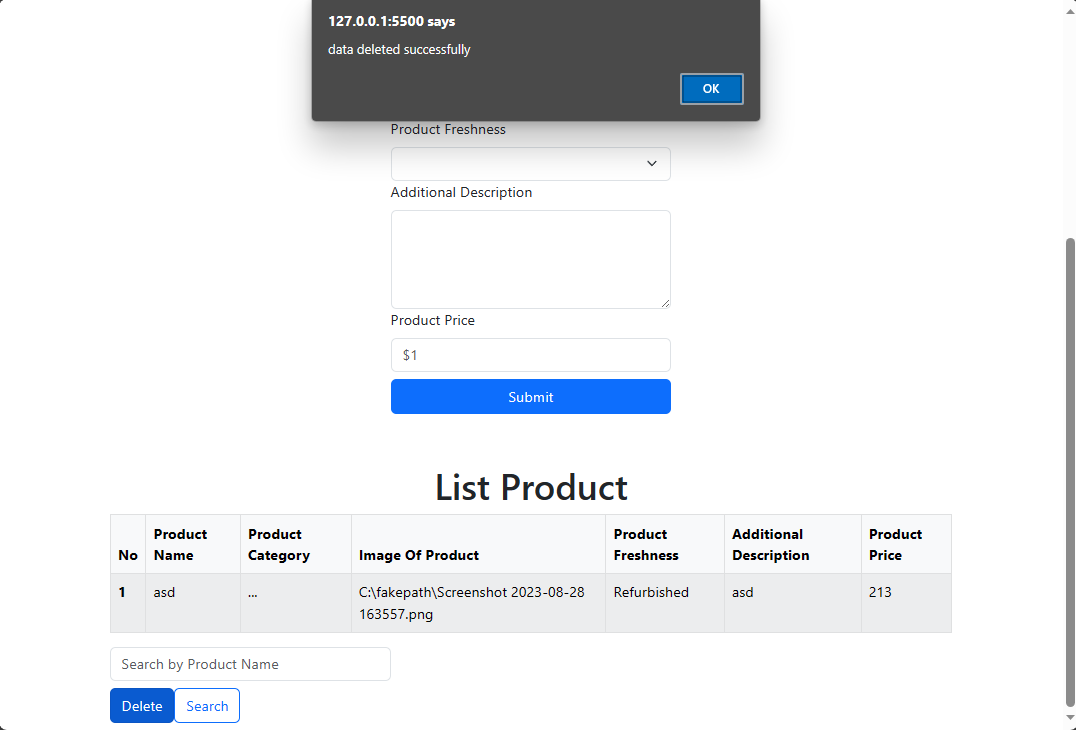 127.0.0.1:5500 says
data deleted successfully
OK
Product Freshness
Additional Description
Product Price
$1
Submit
List Product
No Product Name Product Category Image Of Product Product Freshness Additional Description Product Price
1 asd ... C:\fakepath\Screenshot 2023-08-28 163557.png Refurbished asd 213
Search by Product Name
Delete Search